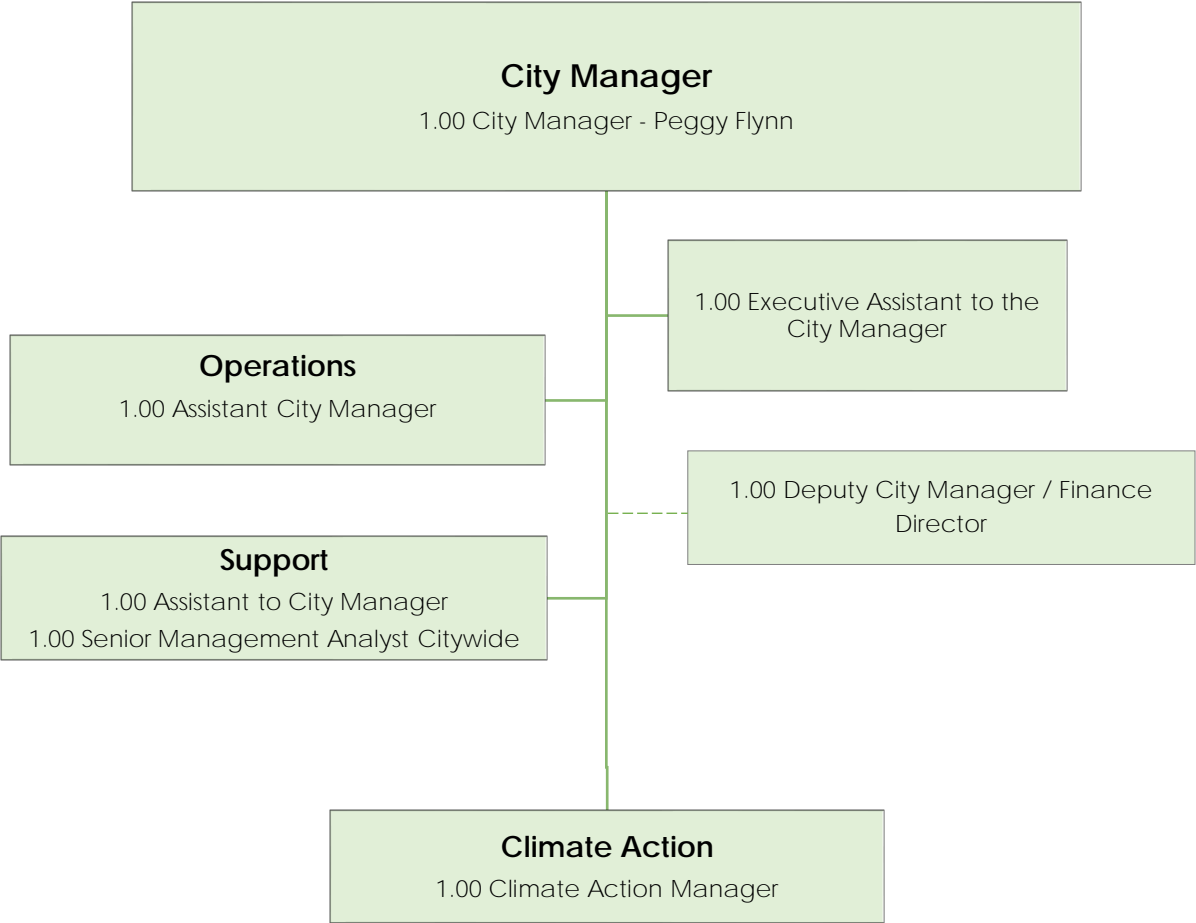 City Manager
1.00 City Manager - Peggy Flynn
1.00 Executive Assistant to the
City Manager
Operations
1.00 Assistant City Manager
1.00 Deputy City Manager / Finance
Director
Support
1.00 Assistant to City Manager
1.00 Senior Management Analyst Citywide
Climate Action
1.00 Climate Action Manager